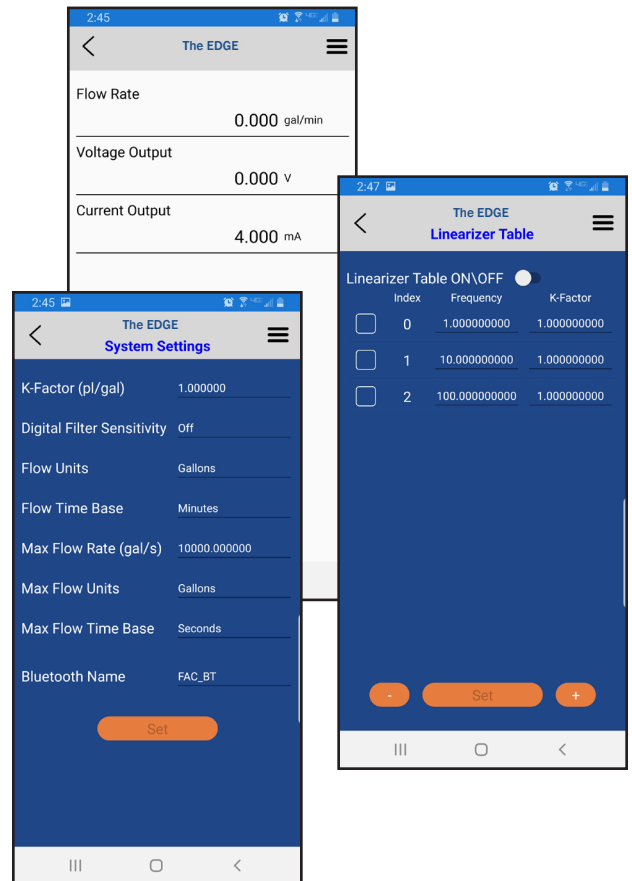 2:45
The EDGE
Flow Rate
0.000 gal/min
Voltage Output
0.000 V
Current Output
4.000 mA
2:47
The EDGE
Linearizer Table
Linearizer Table ON\OFF
Index Frequency K-Factor
0 1.000000000 1.000000000
1 10.000000000 1.000000000
2 100.000000000 1.000000000
- Set +
2:45
The EDGE
System Settings
K-Factor (pl/gal) 1.000000
Digital Filter Sensitivity Off
Flow Units Gallons
Flow Time Base Minutes
Max Flow Rate (gal/s) 10000.000000
Max Flow Units Gallons
Max Flow Time Base Seconds
Bluetooth Name FAC_BT
Set